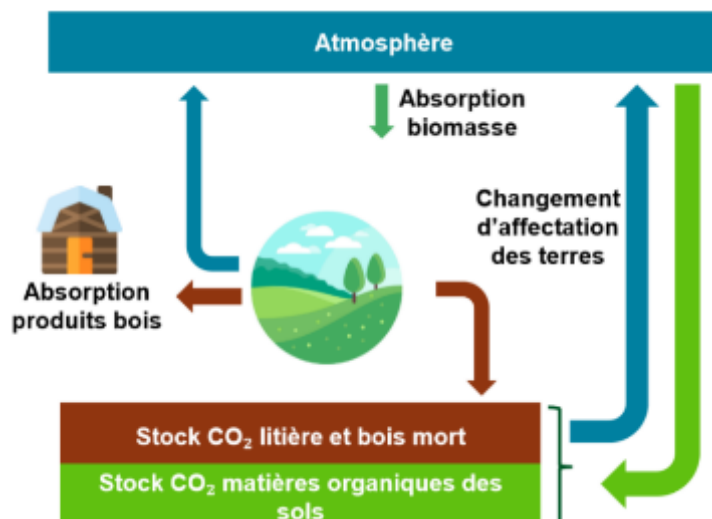 Atmosphère
Absorption
biomasse
Changement
d'affectation
des terres
Absorption
produits bois
Stock CO₂ litière et bois mort
Stock CO₂ matières organiques des
sols